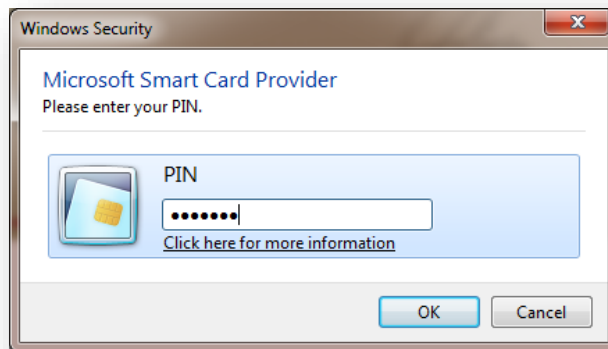 Windows Security
Microsoft Smart Card Provider
Please enter your PIN.
PIN
•••••••
Click here for more information
OK
Cancel